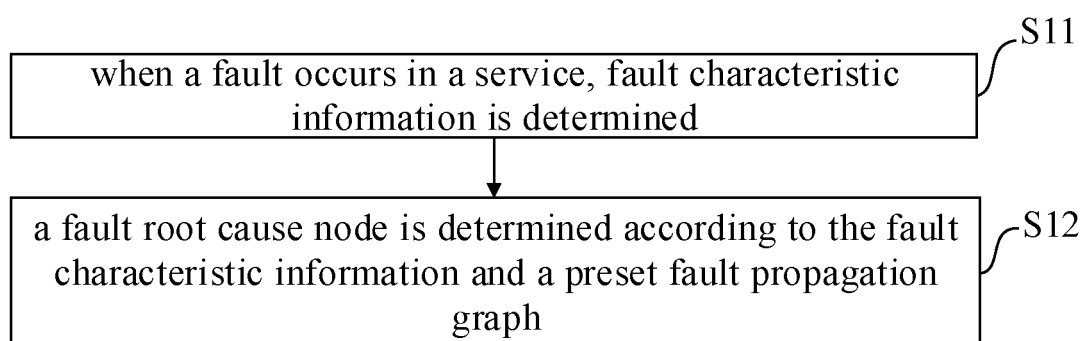 S11
when a fault occurs in a service, fault characteristic
information is determined
S12
a fault root cause node is determined according to the fault
characteristic information and a preset fault propagation
graph